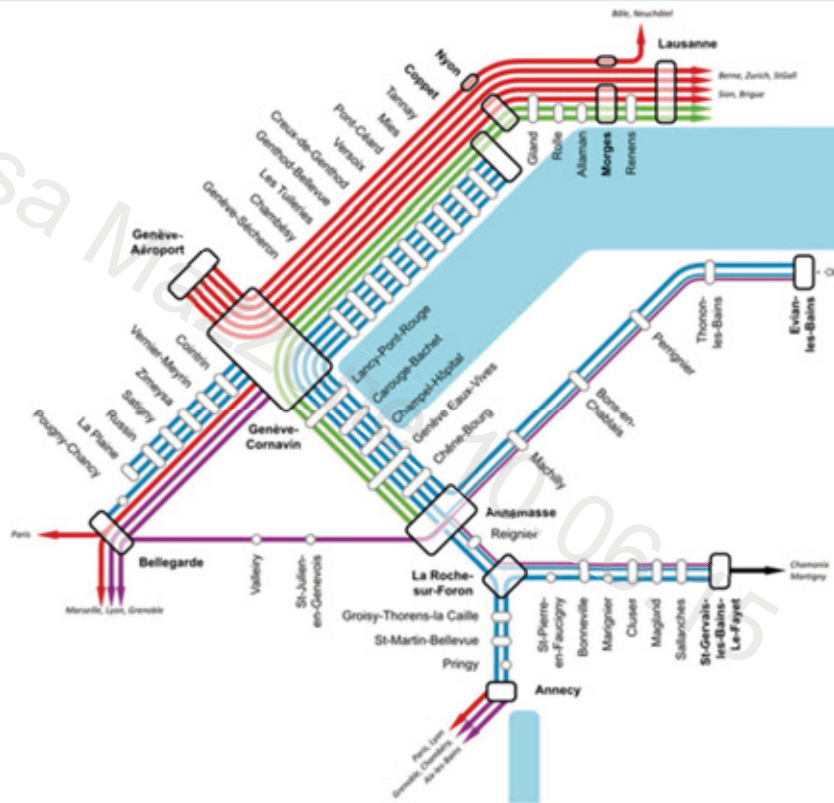 Bâle, Neuchâtel
Lausanne
Nyon
Coppet
Berne, Zurich, StGall
Sion, Brigue
Tannay
Mies
Pont-Céard
Versoix
Creux-de-Genthod
Genthod-Bellevue
Les Tuileries
Chambésy
Genève-Sécheron
Gland
Rolle
Allaman
Morges
Renens
Genève-
Aéroport
Lancy-Pont-Rouge
Carouge-Bachet
Champel-Hôpital
Genève Eaux-Vives
Chêne-Bourg
Thonon-
les-Bains
Evian-
les-Bains
Perrignier
Bons-en-
Chablais
Machilly
Cointrin
Vernier-Meyrin
Zimeysa
Satigny
Russin
La Plaine
Pougny-Chancy
Genève-
Cornavin
Annemasse
Reignier
Paris
Bellegarde
Valleiry
St-Julien-
en-Genevois
Marseille, Lyon, Grenoble
La Roche-
sur-Foron
Chamonix
Martigny
Groisy-Thorens-la Caille
St-Martin-Bellevue
Pringy
St-Pierre-
en-Faucigny
Bonneville
Marignier
Cluser
Magland
Sallanches
St-Gervais-
les-Bains-
Le-Fayet
Annecy
Paris, Lyon
Grenoble, Chambéry,
Aix-les-Bains
10 06 15